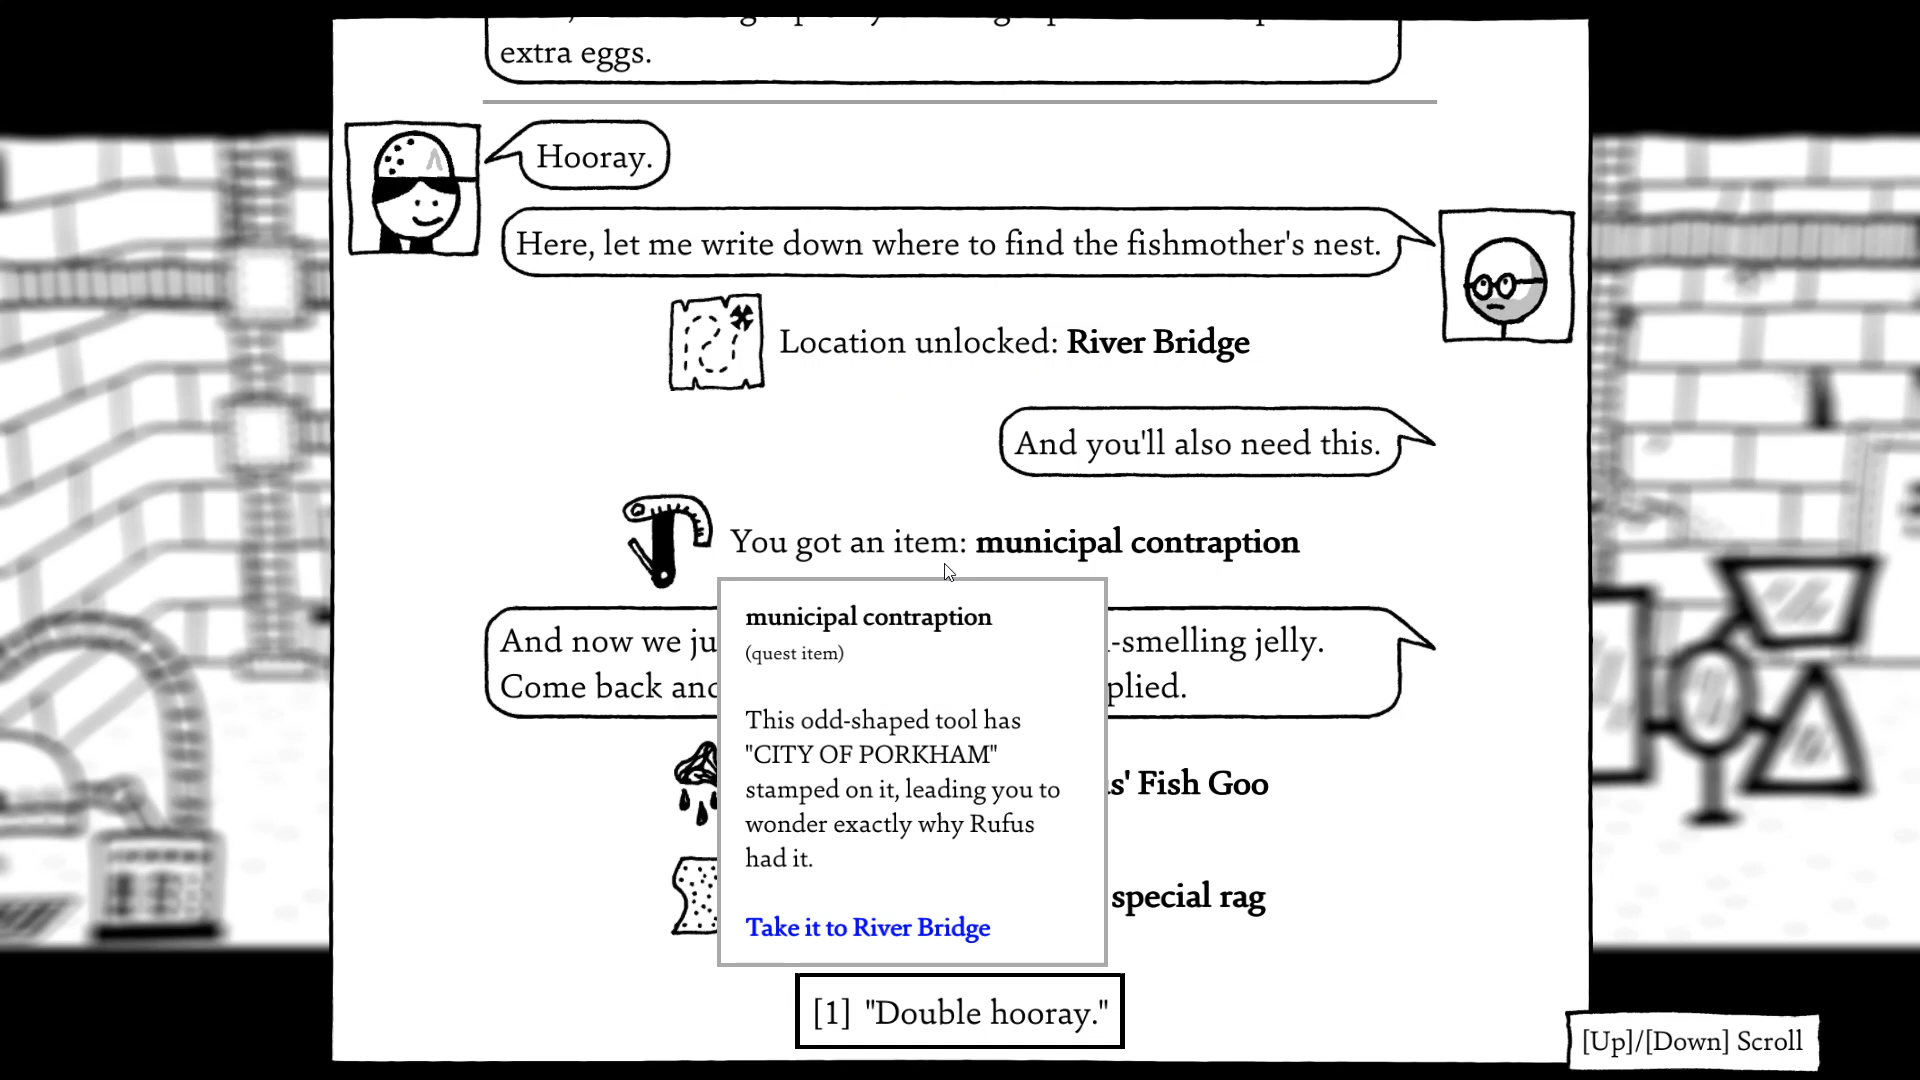 extra eggs.
Hooray.
Here, let me write down where to find the fishmother's nest.
Location unlocked: River Bridge
And you'll also need this.
You got an item: municipal contraption
municipal contraption
(quest item)
This odd-shaped tool has
"CITY OF PORKHAM"
stamped on it, leading you to
wonder exactly why Rufus
had it.
Take it to River Bridge
And now we -smelling jelly.
Come back
Fish Goo
special rag
[1] "Double hooray."
[Up]/[Down] Scroll